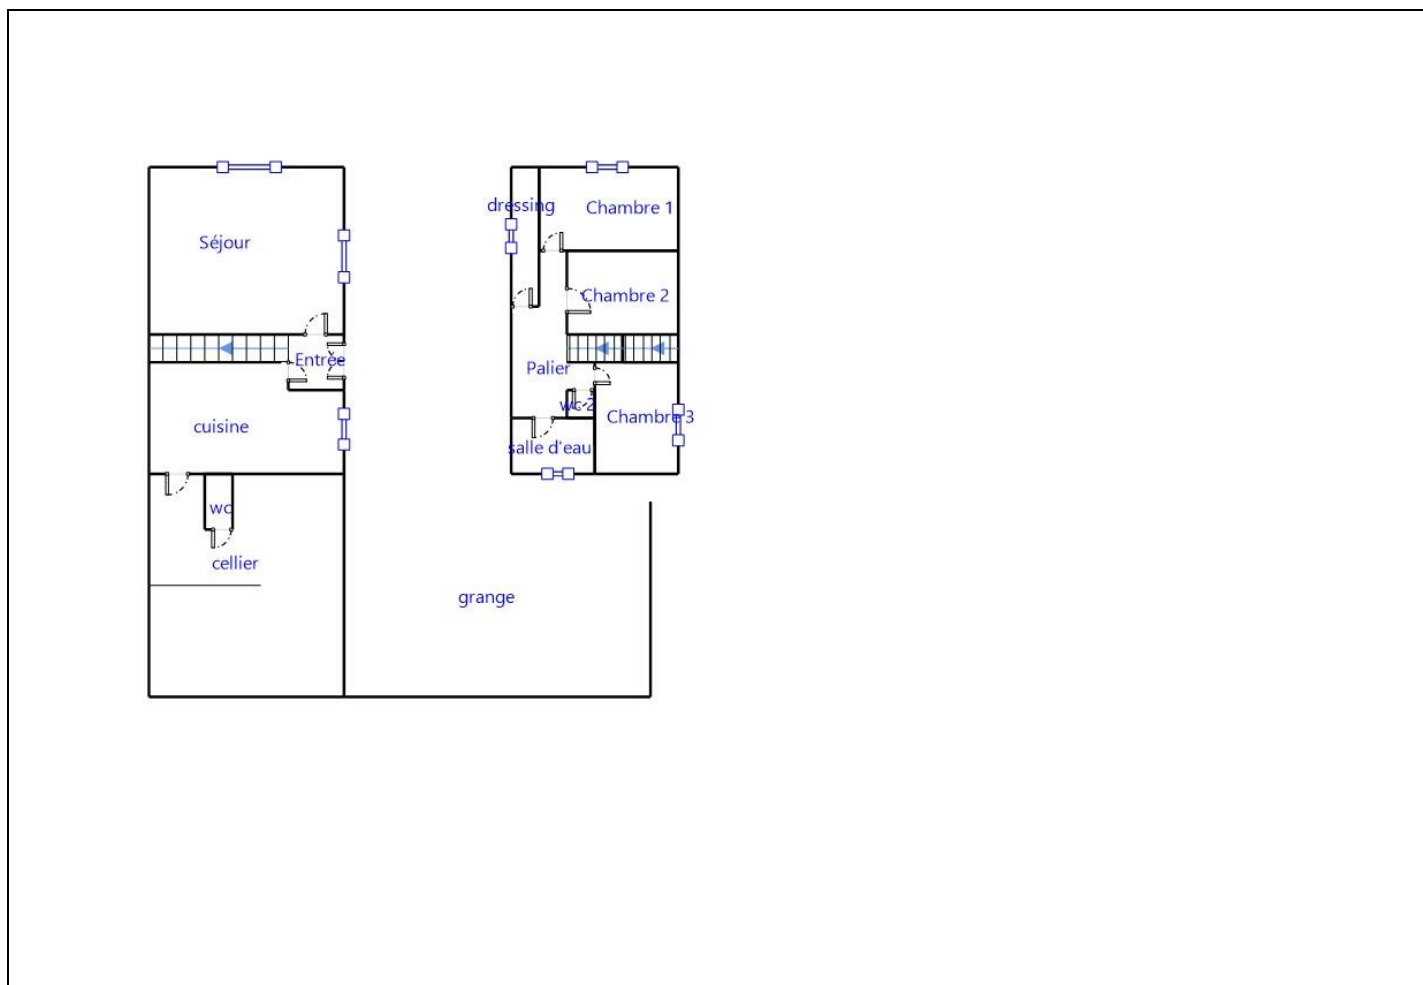 dressing
Chambre 1
Séjour
Chambre 2
Entrée
Palier
wc 2
Chambre 3
cuisine
salle d'eau
wc
cellier
grange